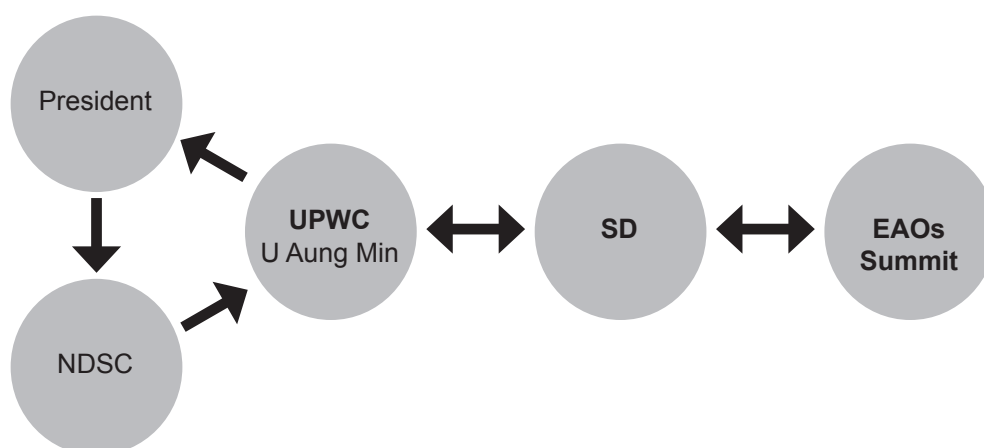 President
UPWC
U Aung Min
SD
EAOs
Summit
NDSC